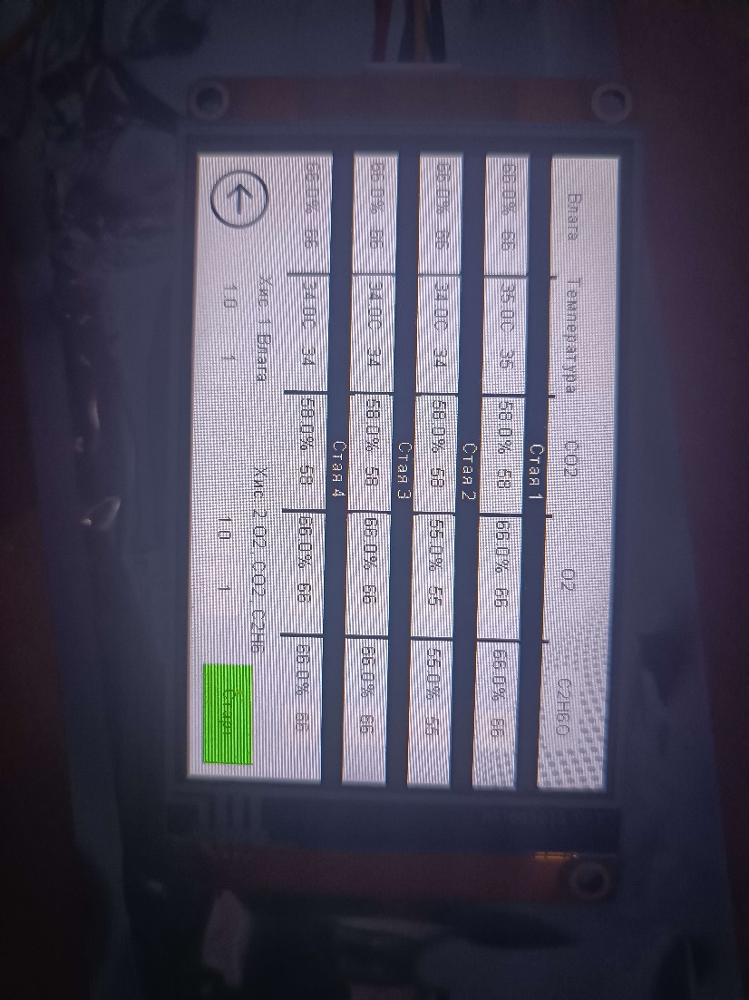 Влага Температура CO2 O2 C2H6O
Стая 1
66.0% 66 35.0C 35 58.0% 58 66.0% 66 66.0% 66
Стая 2
66.0% 66 34.0C 34 58.0% 58 55.0% 55 55.0% 55
Стая 3
66.0% 66 34.0C 34 58.0% 58 66.0% 66 66.0% 66
Стая 4
66.0% 66 34.0C 34 58.0% 58 66.0% 66 66.0% 66
Хис 1 Влага Хис 2 O2, CO2, C2H6
1.0 1 1.0 1 Старт